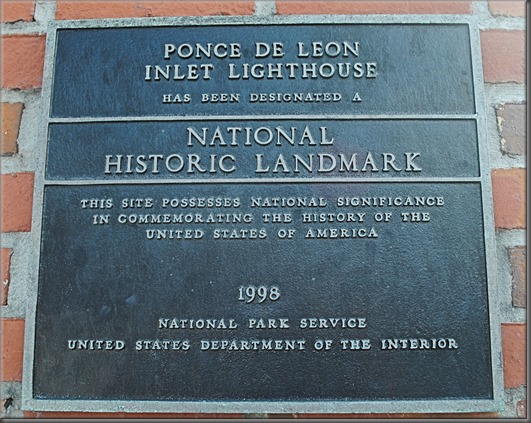 PONCE DE LEON
INLET LIGHTHOUSE
HAS BEEN DESIGNATED A
NATIONAL
HISTORIC LANDMARK
THIS SITE POSSESSES NATIONAL SIGNIFICANCE
IN COMMEMORATING THE HISTORY OF THE
UNITED STATES OF AMERICA
1998
NATIONAL PARK SERVICE
UNITED STATES DEPARTMENT OF THE INTERIOR